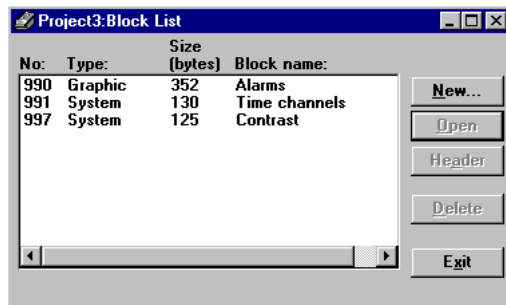 Project3:Block List
No: Type: Size (bytes) Block name:
990 Graphic 352 Alarms
991 System 130 Time channels
997 System 125 Contrast
New...
Open
Header
Delete
Exit